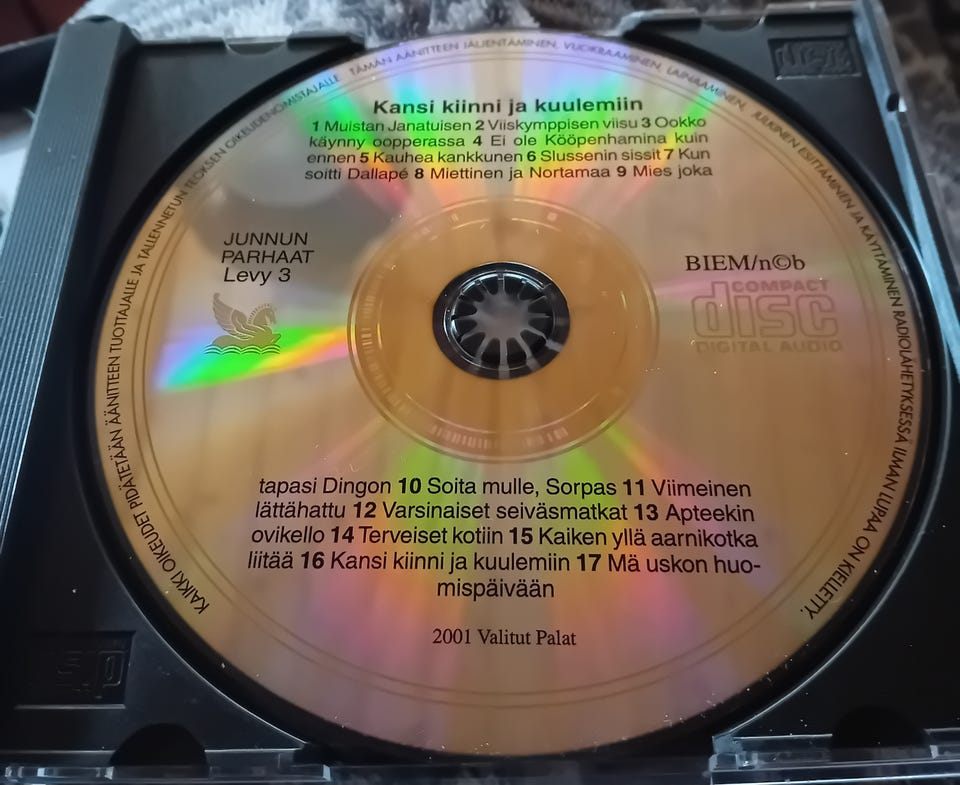 Kansi kiinni ja kuulemiin
1 Muistan Janatuisen 2 Viiskymppisen viisu 3 Ookko
käynny oopperassa 4 Ei ole Kööpenhamina kuin
ennen 5 Kauhea kankkunen 6 Slussenin sissit 7 Kun
soitti Dallapé 8 Miettinen ja Nortamaa 9 Mies joka
JUNNUN
PARHAAT
Levy 3
BIEM/n©b
COMPACT
disc
DIGITAL AUDIO
tapasi Dingon 10 Soita mulle, Sorpas 11 Viimeinen
lättähattu 12 Varsinaiset seiväsmatkat 13 Apteekin
ovikello 14 Terveiset kotiin 15 Kaiken yllä aarnikotka
liitää 16 Kansi kiinni ja kuulemiin 17 Mä uskon huo-
mispäivään
2001 Valitut Palat
KAIKKI OIKEUDET PIDÄTETÄÄN ÄÄNITTEEN TUOTTAJALLE JA TALLENNETUN TEOKSEN OIKEUDENOMISTAJALLE TÄMÄN ÄÄNITTEEN JÄLJENTÄMINEN, VUOKRAAMINEN, LAINAAMINEN, JULKINEN ESITTÄMINEN JA KÄYTTÄMINEN RADIOLÄHETYKSESSÄ ILMAN LUPAA ON KIELLETTY.
disc